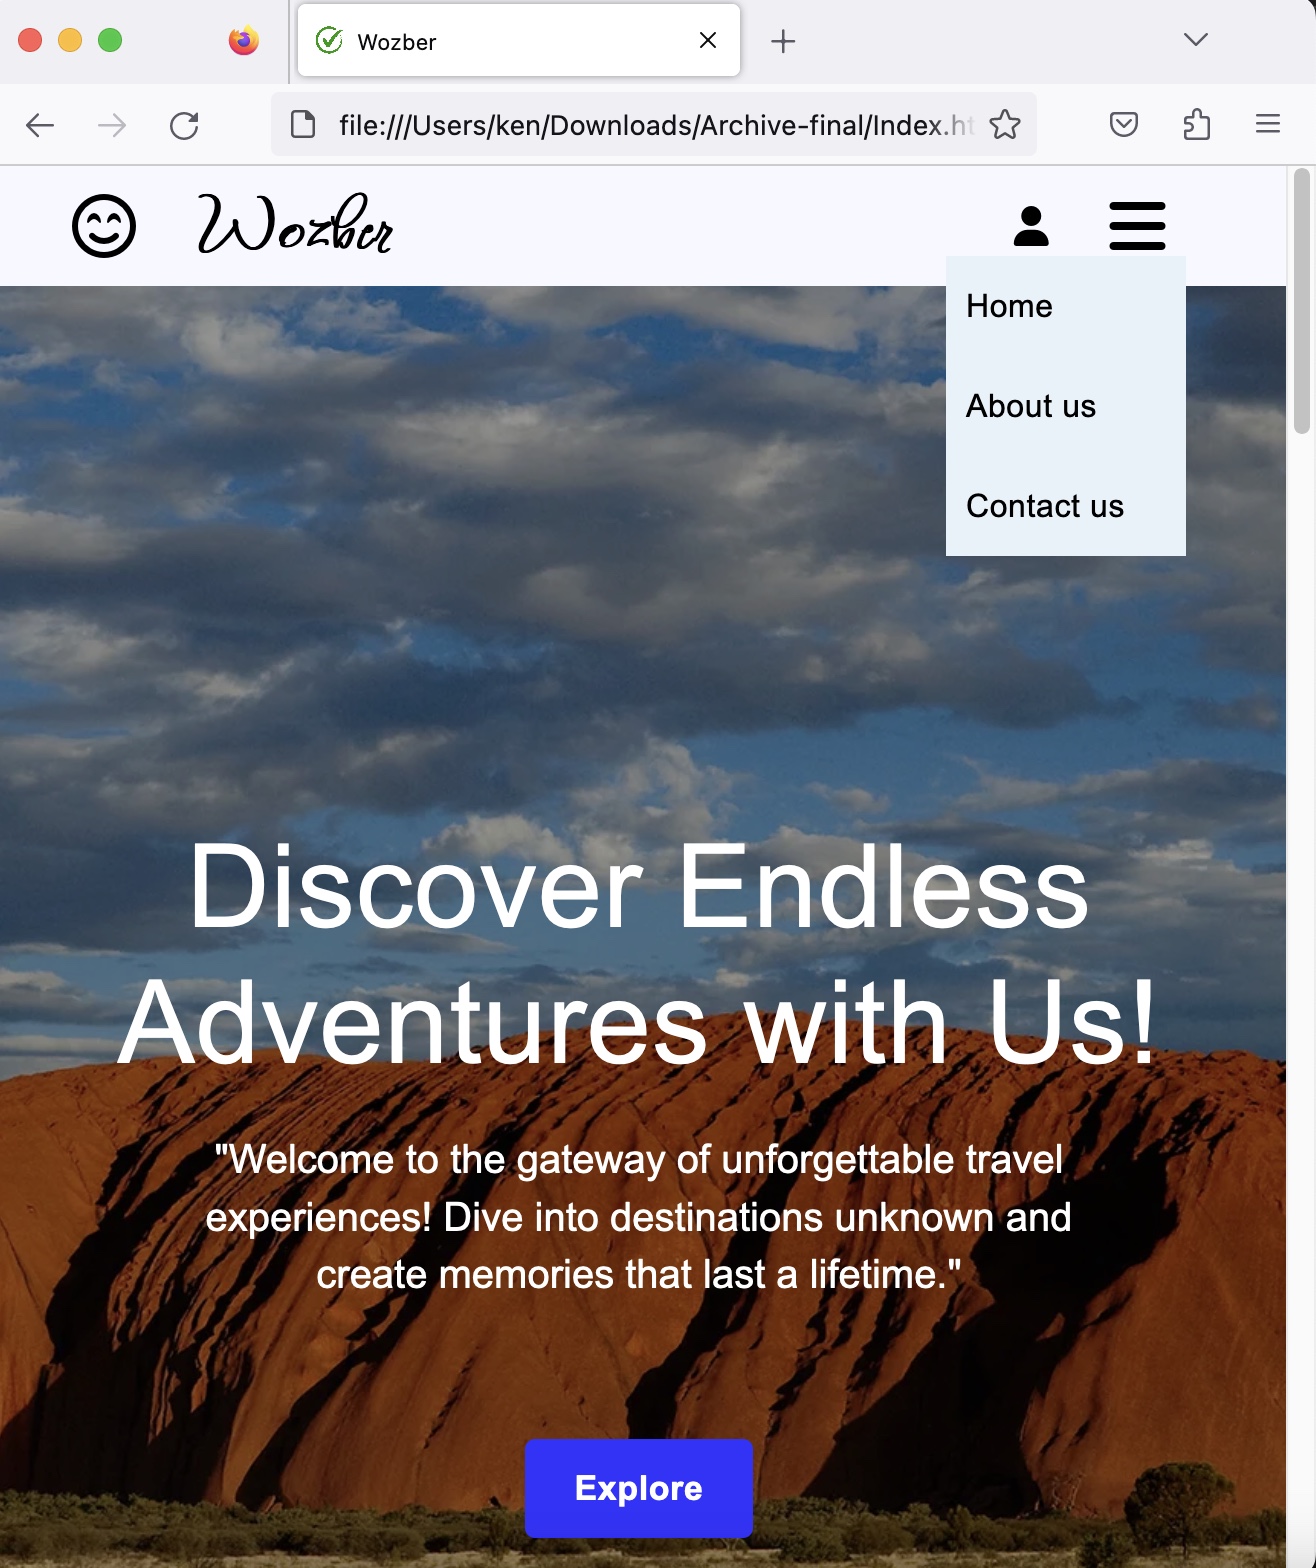 Wozber
file:///Users/ken/Downloads/Archive-final/Index.ht
Wozber
Home
About us
Contact us
Discover Endless
Adventures with Us!
"Welcome to the gateway of unforgettable travel
experiences! Dive into destinations unknown and
create memories that last a lifetime."
Explore